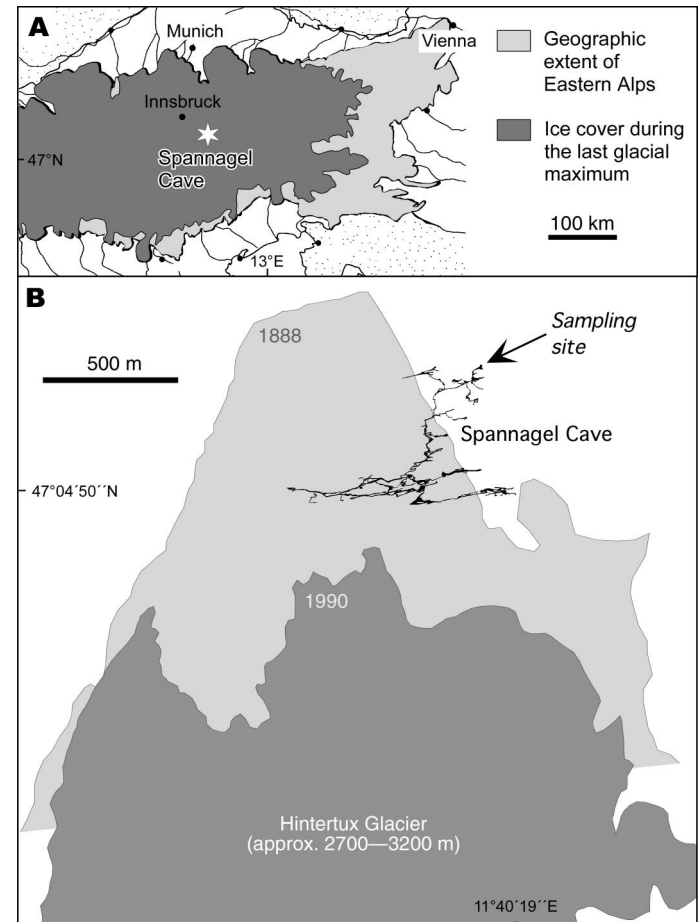 A
Munich
Vienna
Innsbruck
Spannagel
Cave
47°N
13°E
Geographic
extent of
Eastern Alps
Ice cover during
the last glacial
maximum
100 km
B
1888
500 m
Sampling
site
Spannagel Cave
47°04´50´´N
1990
Hintertux Glacier
(approx. 2700—3200 m)
11°40´19´´E